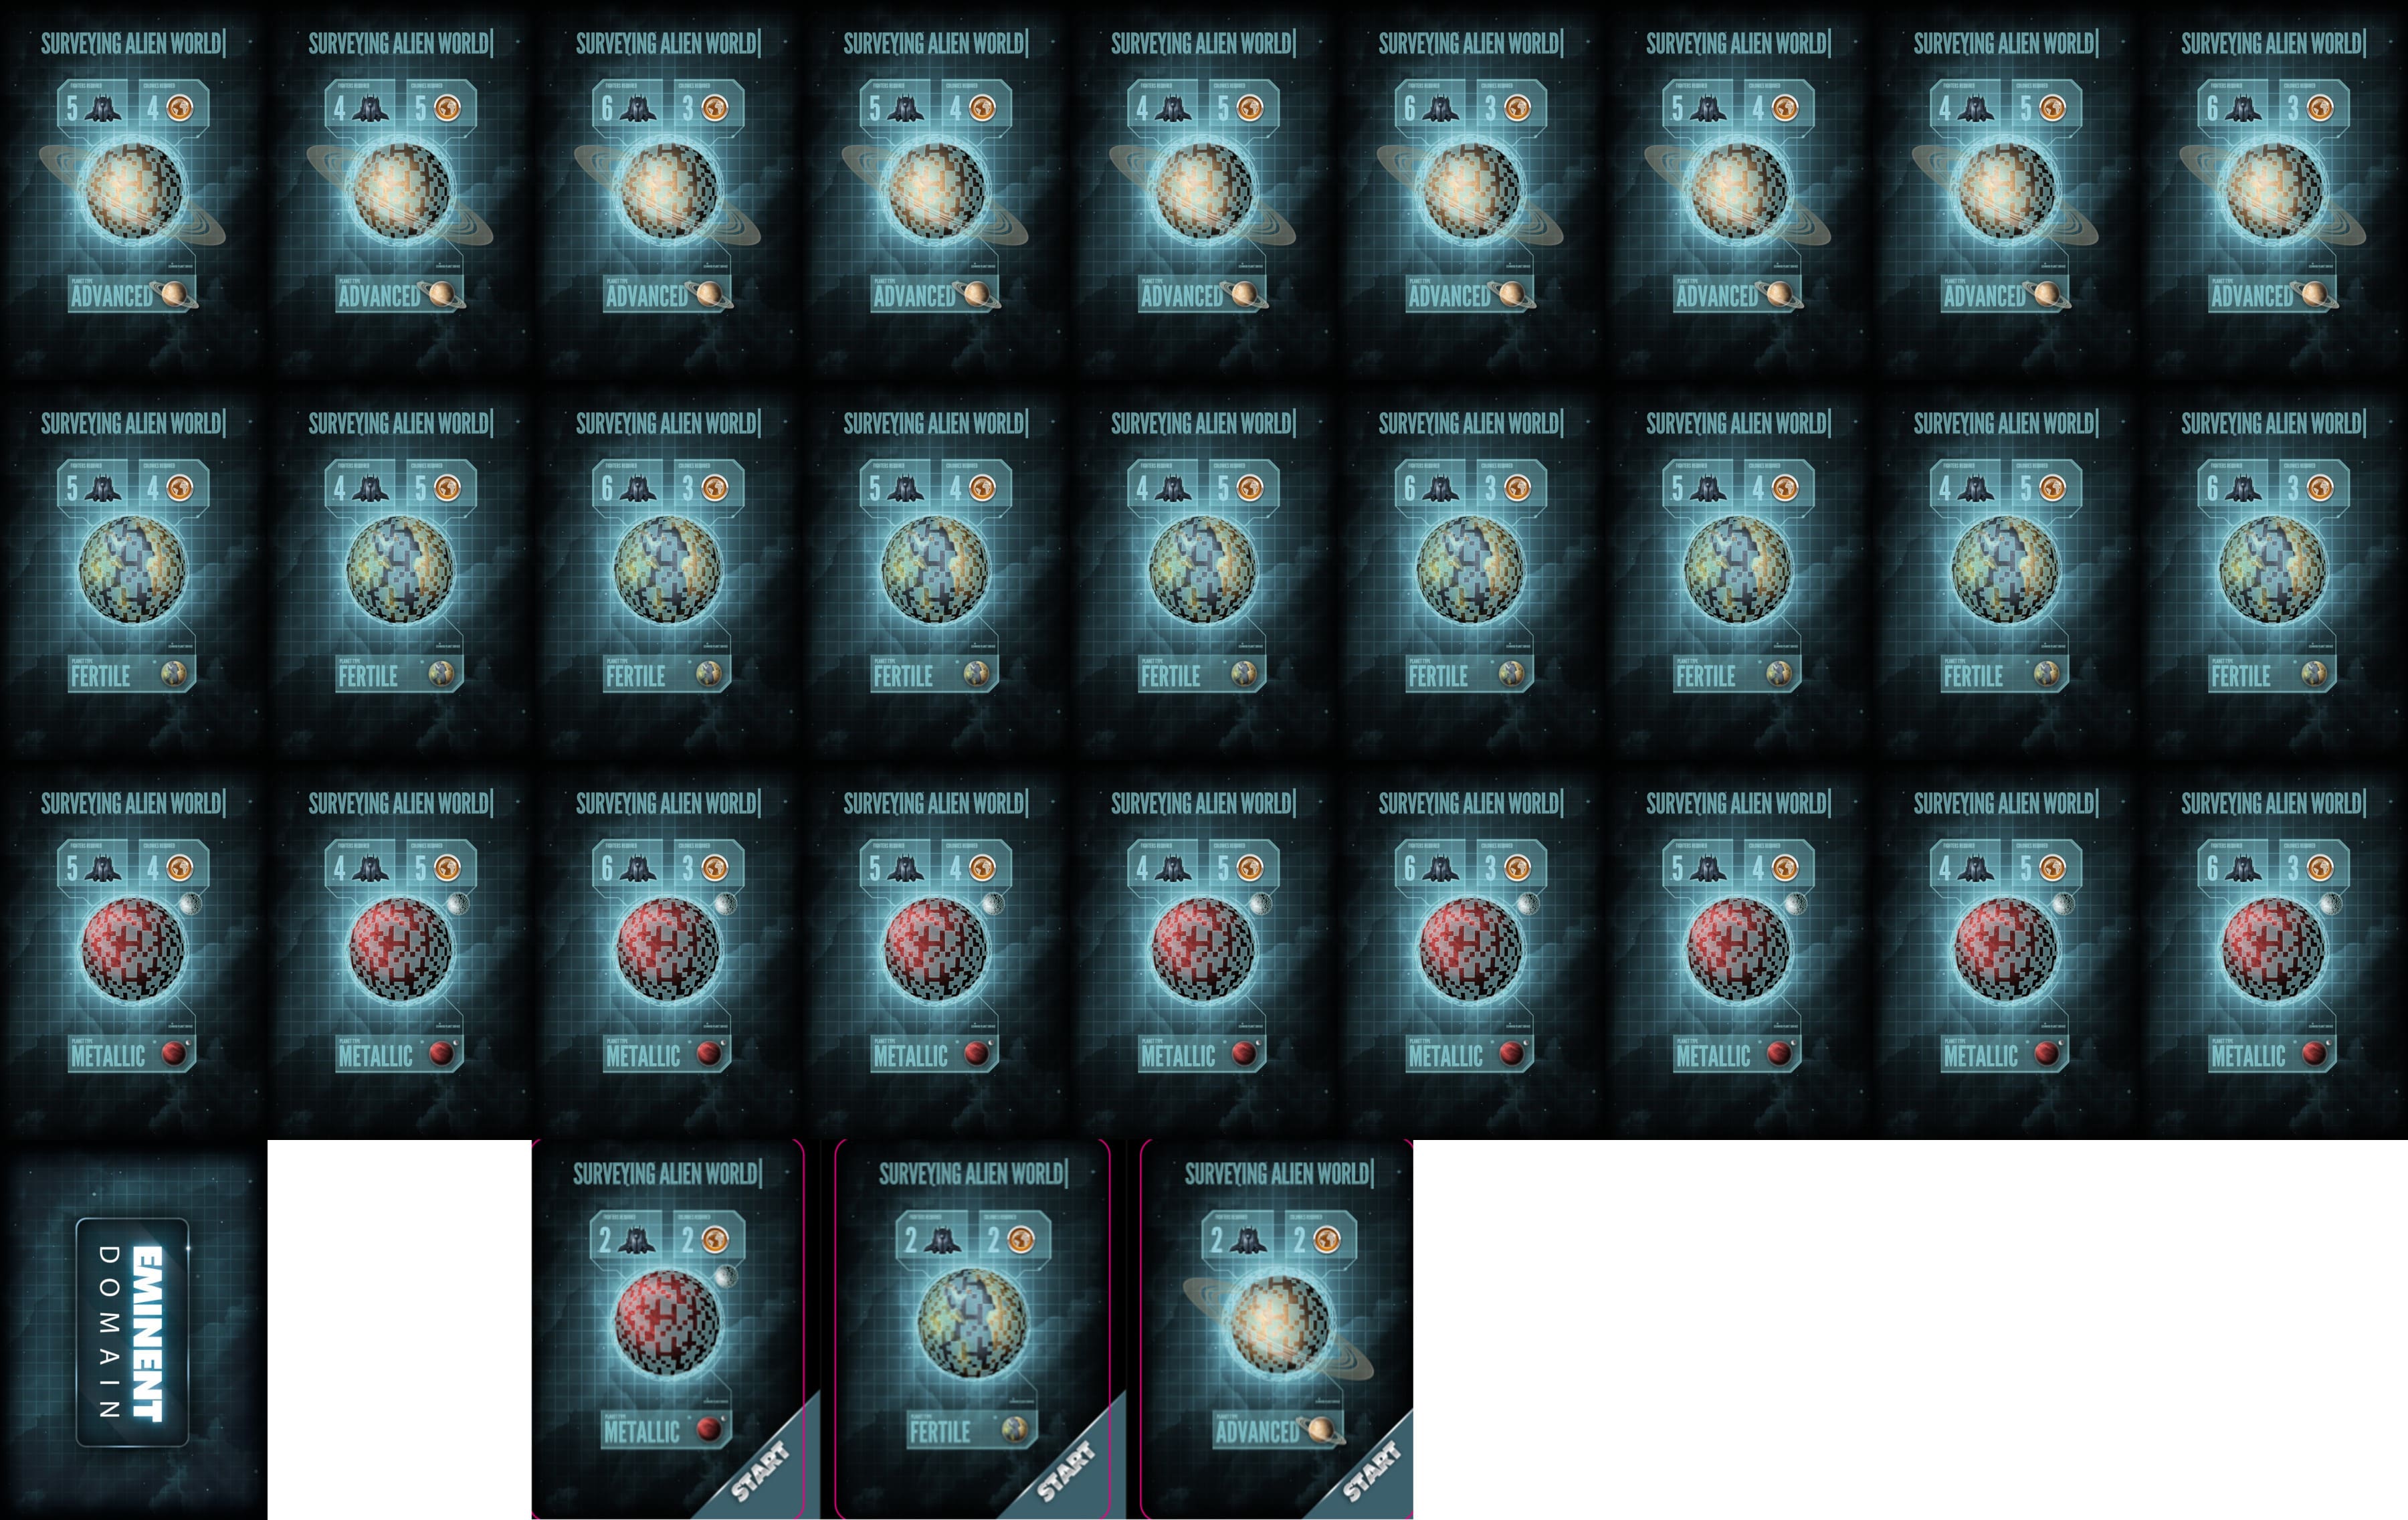 SURVEYING ALIEN WORLD SURVEYING ALIEN WORLD SURVEYING ALIEN WORLD SURVEYING ALIEN WORLD SURVEYING ALIEN WORLD SURVEYING ALIEN WORLD SURVEYING ALIEN WORLD SURVEYING ALIEN WORLD SURVEYING ALIEN WORLD
5 4 4 5 6 3 5 4 4 5 6 3 5 4 4 5 6 3
ADVANCED ADVANCED ADVANCED ADVANCED ADVANCED ADVANCED ADVANCED ADVANCED ADVANCED
SURVEYING ALIEN WORLD SURVEYING ALIEN WORLD SURVEYING ALIEN WORLD SURVEYING ALIEN WORLD SURVEYING ALIEN WORLD SURVEYING ALIEN WORLD SURVEYING ALIEN WORLD SURVEYING ALIEN WORLD SURVEYING ALIEN WORLD
5 4 4 5 6 3 5 4 4 5 6 3 5 4 4 5 6 3
FERTILE FERTILE FERTILE FERTILE FERTILE FERTILE FERTILE FERTILE FERTILE
SURVEYING ALIEN WORLD SURVEYING ALIEN WORLD SURVEYING ALIEN WORLD SURVEYING ALIEN WORLD SURVEYING ALIEN WORLD SURVEYING ALIEN WORLD SURVEYING ALIEN WORLD SURVEYING ALIEN WORLD SURVEYING ALIEN WORLD
5 4 4 5 6 3 5 4 4 5 6 3 5 4 4 5 6 3
METALLIC METALLIC METALLIC METALLIC METALLIC METALLIC METALLIC METALLIC METALLIC
EMINENT
DOMAIN
SURVEYING ALIEN WORLD SURVEYING ALIEN WORLD SURVEYING ALIEN WORLD
2 2 2 2 2 2
METALLIC FERTILE ADVANCED
START START START